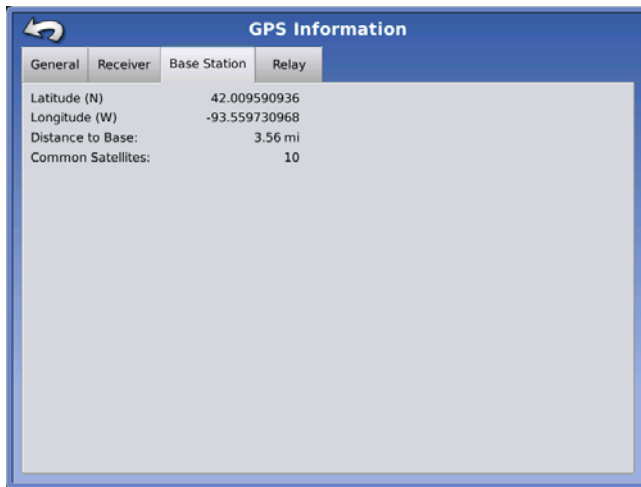 GPS Information
General Receiver Base Station Relay
Latitude (N) 42.009590936
Longitude (W) -93.559730968
Distance to Base: 3.56 mi
Common Satellites: 10